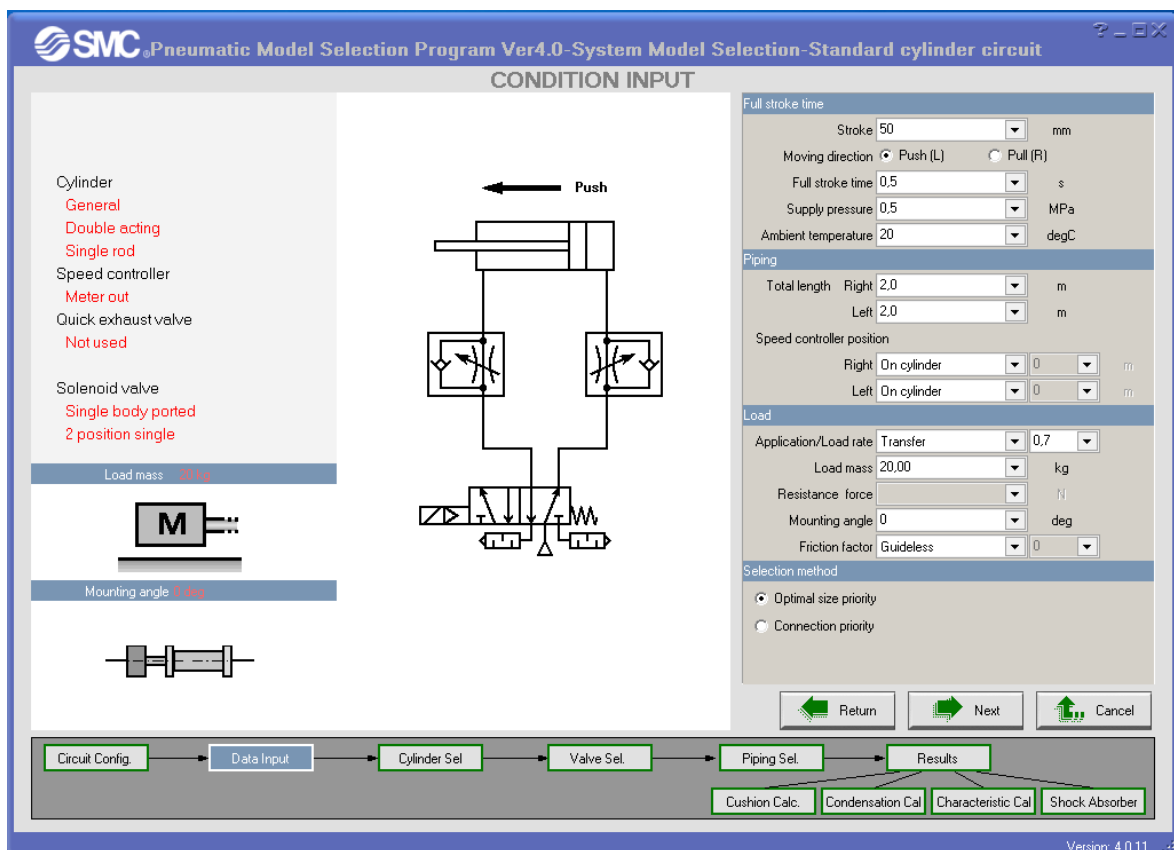 SMC Pneumatic Model Selection Program Ver4.0-System Model Selection-Standard cylinder circuit
CONDITION INPUT
Cylinder
General
Double acting
Single rod
Speed controller
Meter out
Quick exhaust valve
Not used
Solenoid valve
Single body ported
2 position single
Load mass 20 kg
M
Mounting angle 0 deg
Push
Full stroke time
Stroke 50 mm
Moving direction Push (L) Pull (R)
Full stroke time 0,5 s
Supply pressure 0,5 MPa
Ambient temperature 20 degC
Piping
Total length Right 2,0 m
Left 2,0 m
Speed controller position
Right On cylinder 0 m
Left On cylinder 0 m
Load
Application/Load rate Transfer 0,7
Load mass 20,00 kg
Resistance force N
Mounting angle 0 deg
Friction factor Guideless 0
Selection method
Optimal size priority
Connection priority
Return Next Cancel
Circuit Config. Data Input Cylinder Sel Valve Sel. Piping Sel. Results
Cushion Calc. Condensation Cal Characteristic Cal Shock Absorber
Version: 4.0.11